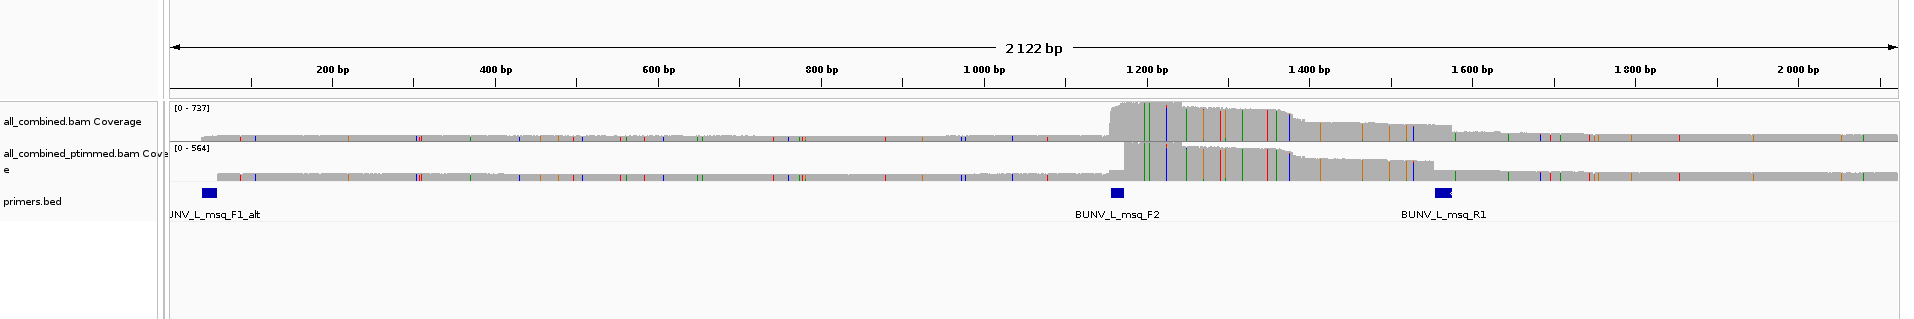 2 122 bp
200 bp 400 bp 600 bp 800 bp 1 000 bp 1 200 bp 1 400 bp 1 600 bp 1 800 bp 2 000 bp
[0 - 737]
all_combined.bam Coverage
[0 - 564]
all_combined_ptimmed.bam Cove
e
primers.bed
JNV_L_msq_F1_alt BUNV_L_msq_F2 BUNV_L_msq_R1